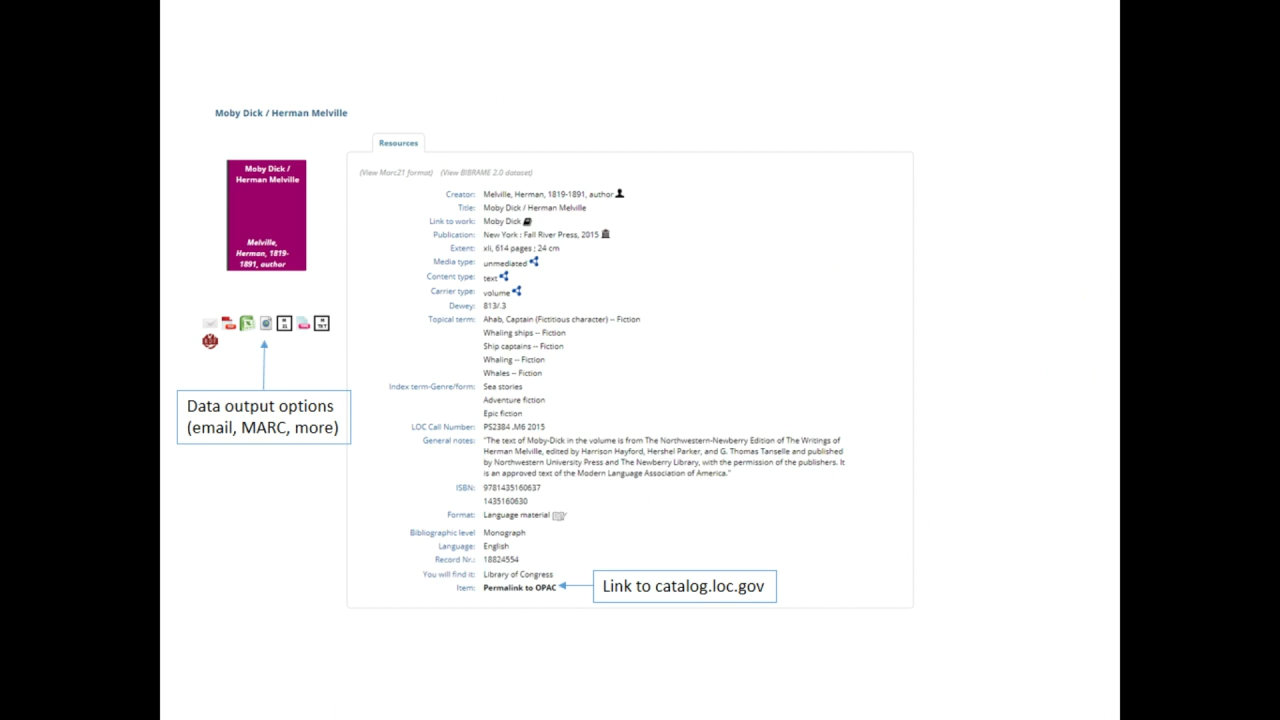 Moby Dick / Herman Melville
Resources
Moby Dick /
Herman Melville
Melville,
Herman, 1819-
1891, author
(View Marc21 format) (View BIBRAME 2.0 dataset)
Creator: Melville, Herman, 1819-1891, author
Title: Moby Dick / Herman Melville
Link to work: Moby Dick
Publication: New York : Fall River Press, 2015
Extent: xli, 614 pages ; 24 cm
Media type: unmediated
Content type: text
Carrier type: volume
Dewey: 813/.3
Topical term: Ahab, Captain (Fictitious character) -- Fiction
Whaling ships -- Fiction
Ship captains -- Fiction
Whaling -- Fiction
Whales -- Fiction
Index term-Genre/form: Sea stories
Adventure fiction
Epic fiction
LOC Call Number: PS2384 .M6 2015
General notes: "The text of Moby-Dick in the volume is from The Northwestern-Newberry Edition of The Writings of
Herman Melville, edited by Harrison Hayford, Hershel Parker, and G. Thomas Tanselle and published
by Northwestern University Press and The Newberry Library, with the permission of the publishers. It
is an approved text of the Modern Language Association of America."
ISBN: 9781435160637
1435160630
Format: Language material
Bibliographic level Monograph
Language: English
Record Nr.: 18824554
You will find it: Library of Congress
Item: Permalink to OPAC
Data output options
(email, MARC, more)
Link to catalog.loc.gov